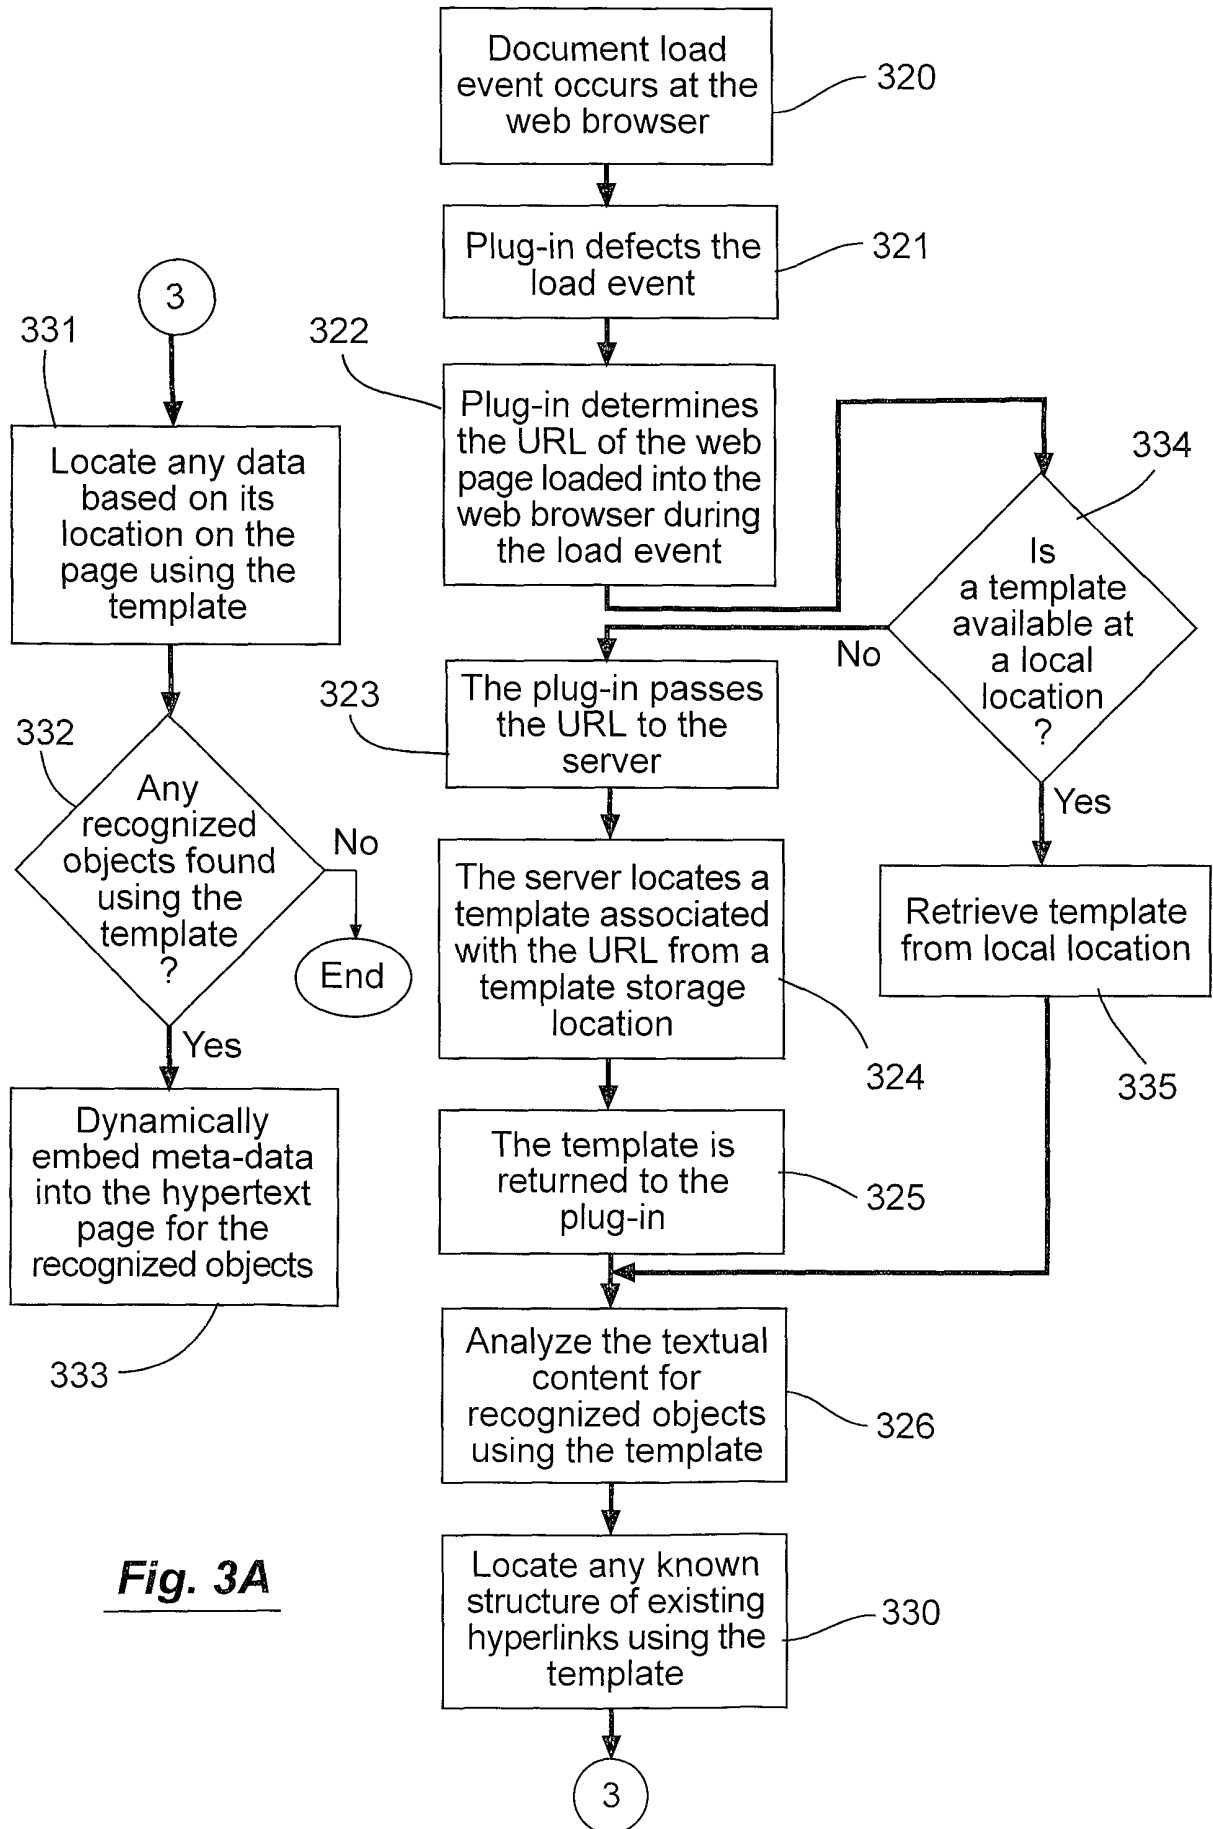 Document load
event occurs at the
web browser
320
Plug-in defects the
load event
321
322
Plug-in determines
the URL of the web
page loaded into the
web browser during
the load event
334
Is
a template
available at
a local
location
?
No
Yes
323
The plug-in passes
the URL to the
server
The server locates a
template associated
with the URL from a
template storage
location
324
Retrieve template
from local location
335
The template is
returned to the
plug-in
325
Analyze the textual
content for
recognized objects
using the template
326
Locate any known
structure of existing
hyperlinks using the
template
330
3
3
331
Locate any data
based on its
location on the
page using the
template
332
Any
recognized
objects found
using the
template
?
No
End
Yes
Dynamically
embed meta-data
into the hypertext
page for the
recognized objects
333
Fig. 3A